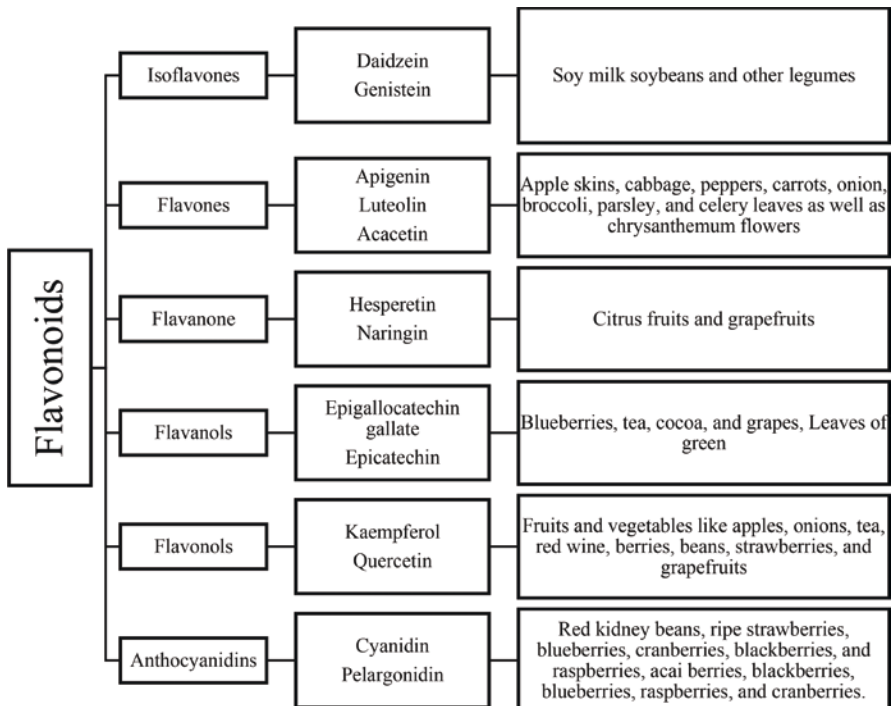 Flavonoids
Isoflavones
Daidzein
Genistein
Soy milk soybeans and other legumes
Flavones
Apigenin
Luteolin
Acacetin
Apple skins, cabbage, peppers, carrots, onion,
broccoli, parsley, and celery leaves as well as
chrysanthemum flowers
Flavanone
Hesperetin
Naringin
Citrus fruits and grapefruits
Flavanols
Epigallocatechin
gallate
Epicatechin
Blueberries, tea, cocoa, and grapes, Leaves of
green
Flavonols
Kaempferol
Quercetin
Fruits and vegetables like apples, onions, tea,
red wine, berries, beans, strawberries, and
grapefruits
Anthocyanidins
Cyanidin
Pelargonidin
Red kidney beans, ripe strawberries,
blueberries, cranberries, blackberries, and
raspberries, acai berries, blackberries,
blueberries, raspberries, and cranberries.